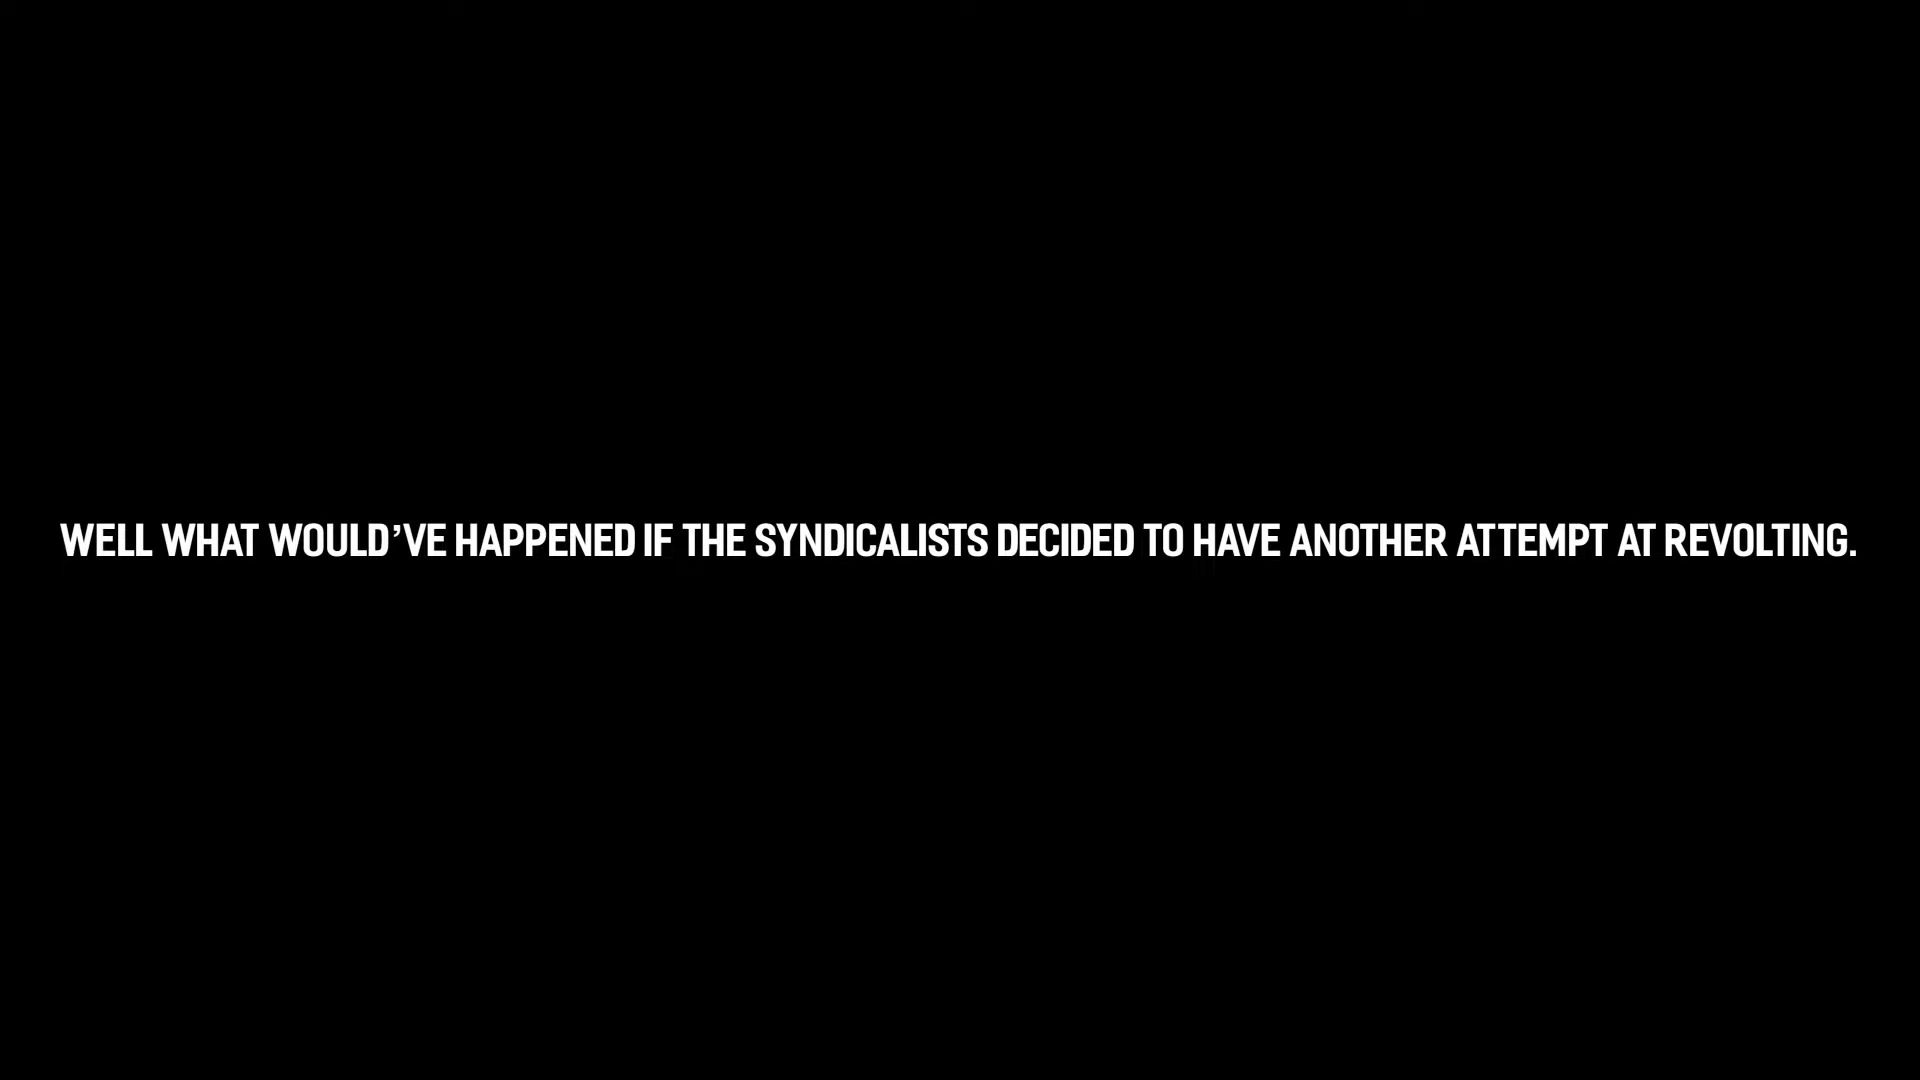 WELL WHAT WOULD'VE HAPPENED IF THE SYNDICALISTS DECIDED TO HAVE ANOTHER ATTEMPT AT REVOLTING.